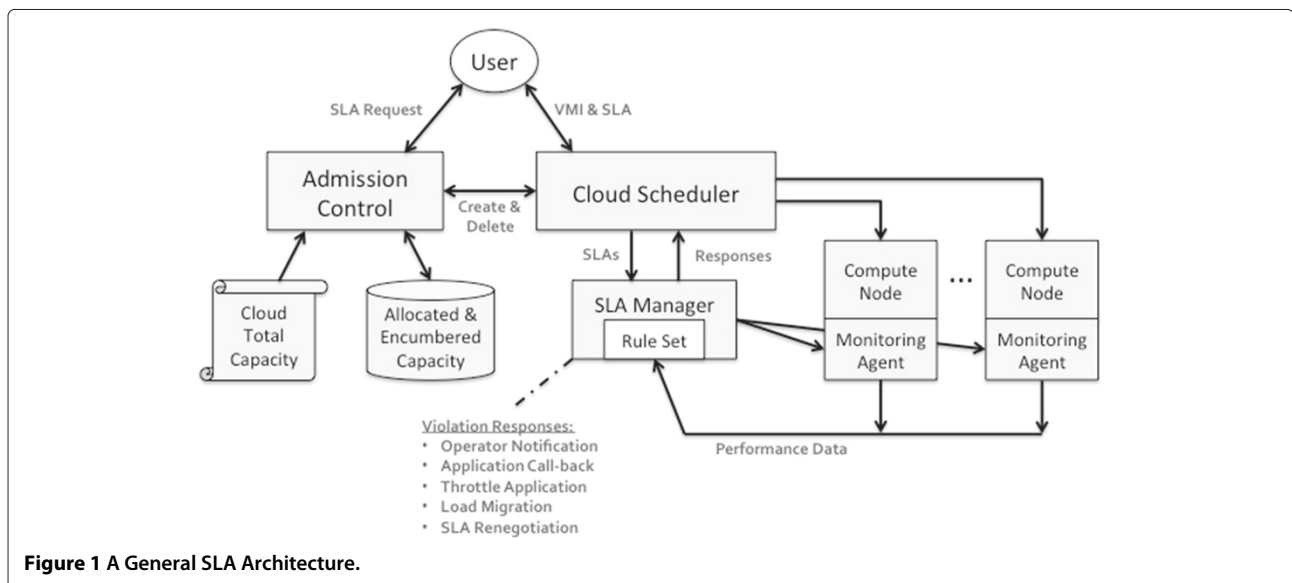 User
SLA Request
VMI & SLA
Admission
Control
Create &
Delete
Cloud Scheduler
SLAs
Responses
Cloud
Total
Capacity
Allocated &
Encumbered
Capacity
SLA Manager
Rule Set
Compute
Node
Monitoring
Agent
...
Compute
Node
Monitoring
Agent
Performance Data
Violation Responses:
• Operator Notification
• Application Call-back
• Throttle Application
• Load Migration
• SLA Renegotiation
Figure 1 A General SLA Architecture.